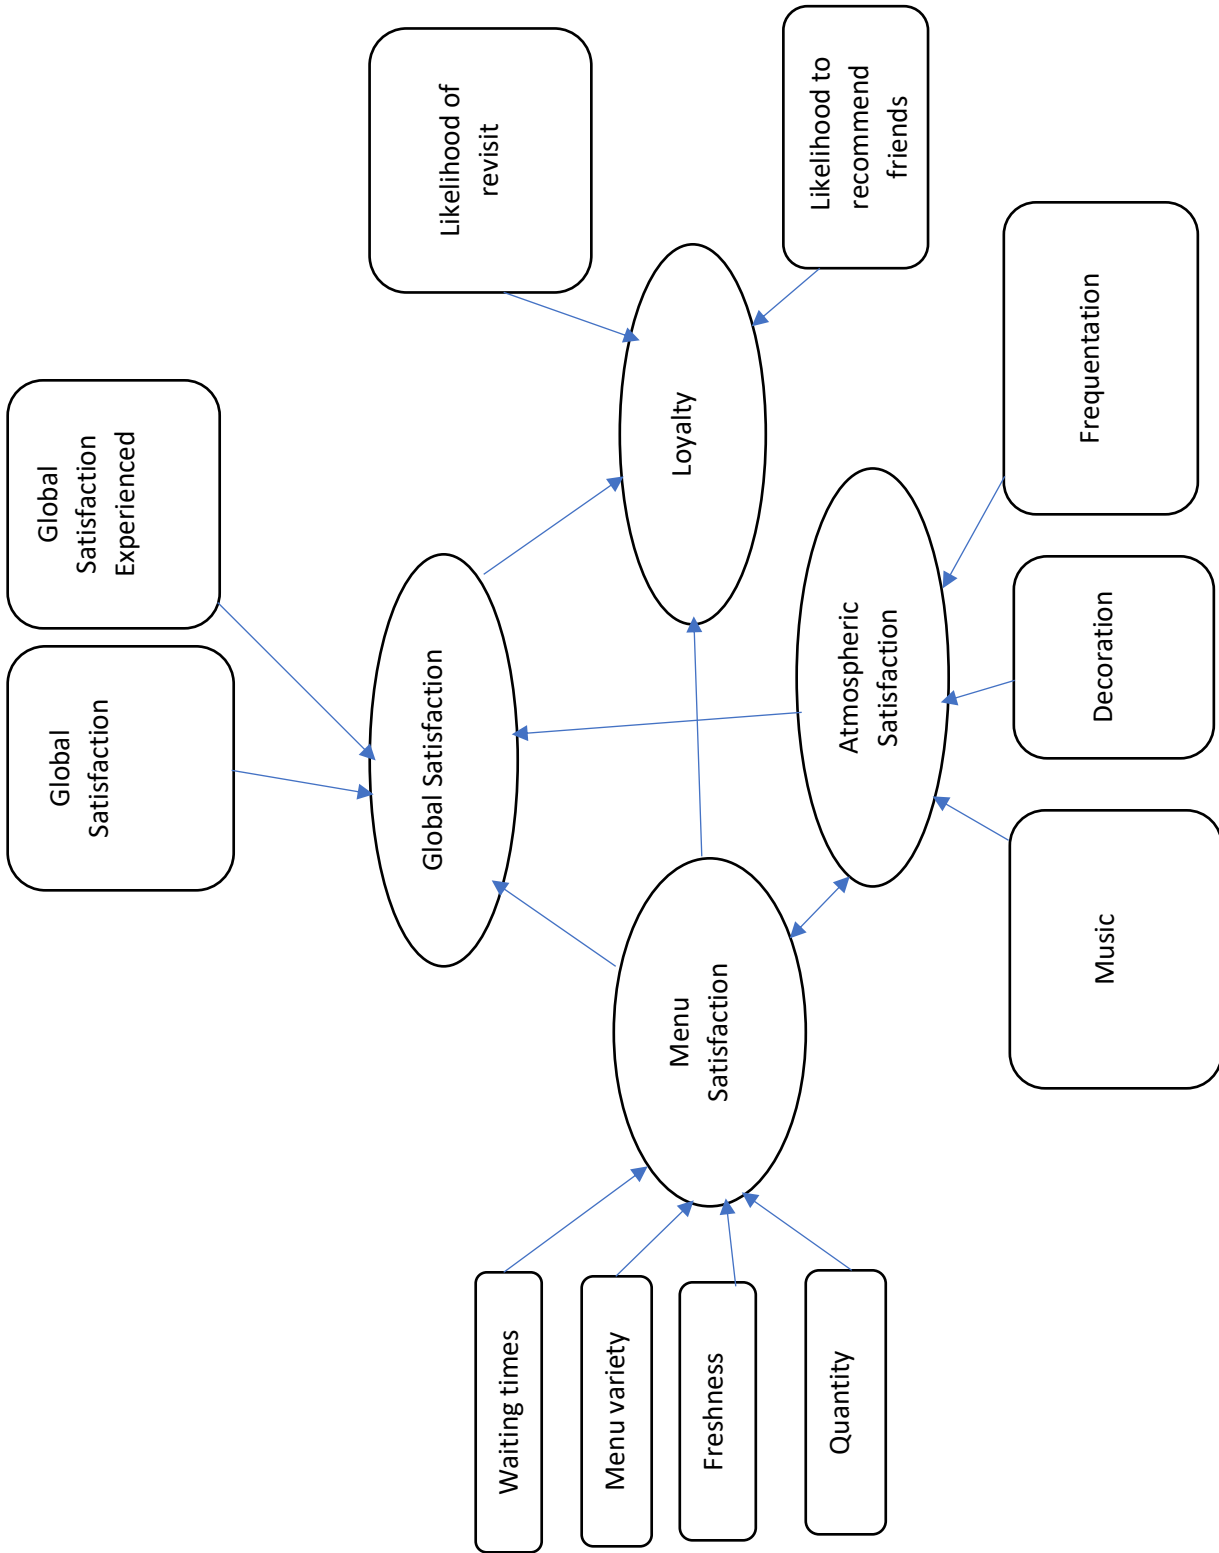 Likelihood of
revisit
Likelihood to
recommend
friends
Global
Satisfaction
Experienced
Global
Satisfaction
Loyalty
Frequentation
Global Satisfaction
Atmospheric
Satisfaction
Decoration
Menu
Satisfaction
Music
Waiting times
Menu variety
Freshness
Quantity